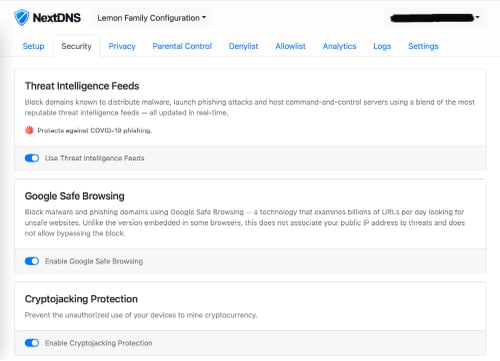 NextDNS
Lemon Family Configuration
Setup Security Privacy Parental Control Denylist Allowlist Analytics Logs Settings
Threat Intelligence Feeds
Block domains known to distribute malware, launch phishing attacks and host command-and-control servers using a blend of the most
reputable threat intelligence feeds — all updated in real-time.
Protects against COVID-19 phishing.
Use Threat Intelligence Feeds
Google Safe Browsing
Block malware and phishing domains using Google Safe Browsing — a technology that examines billions of URLs per day looking for
unsafe websites. Unlike the version embedded in some browsers, this does not associate your public IP address to threats and does
not allow bypassing the block.
Enable Google Safe Browsing
Cryptojacking Protection
Prevent the unauthorized use of your devices to mine cryptocurrency.
Enable Cryptojacking Protection